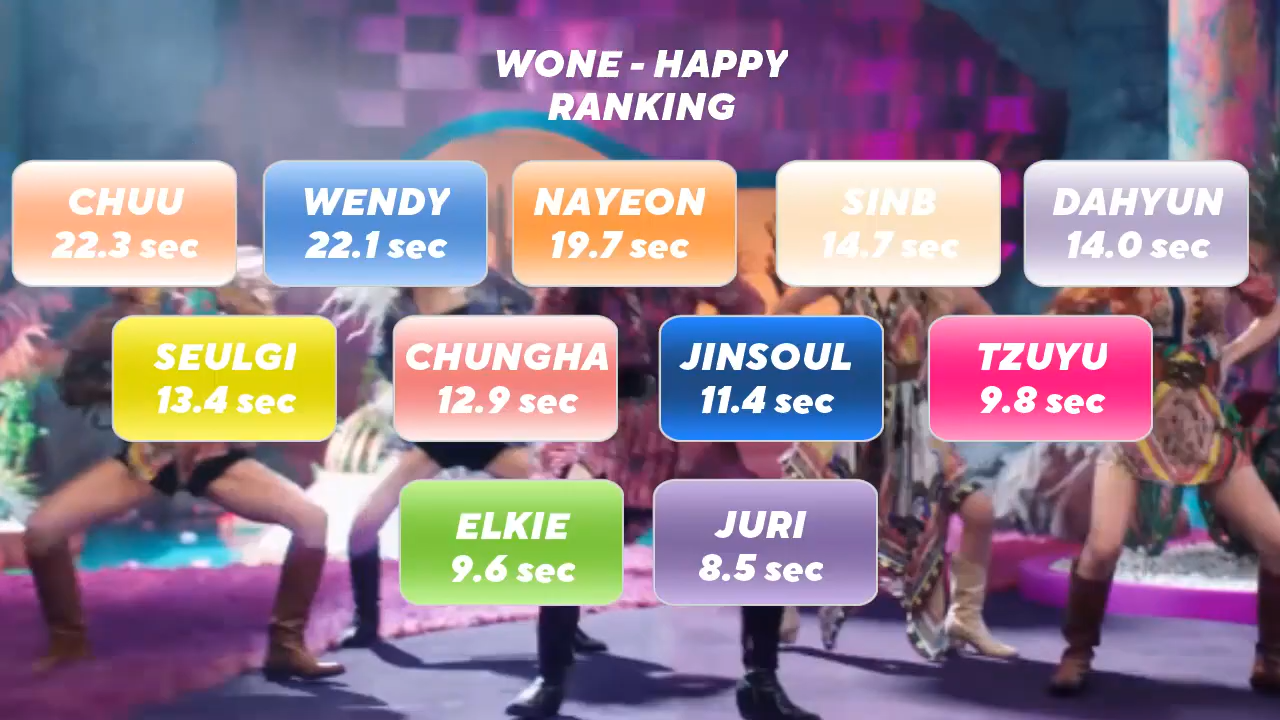 WONE - HAPPY
RANKING
CHUU
22.3 sec
WENDY
22.1 sec
NAYEON
19.7 sec
SINB
14.7 sec
DAHYUN
14.0 sec
SEULGI
13.4 sec
CHUNGHA
12.9 sec
JINSOUL
11.4 sec
TZUYU
9.8 sec
ELKIE
9.6 sec
JURI
8.5 sec